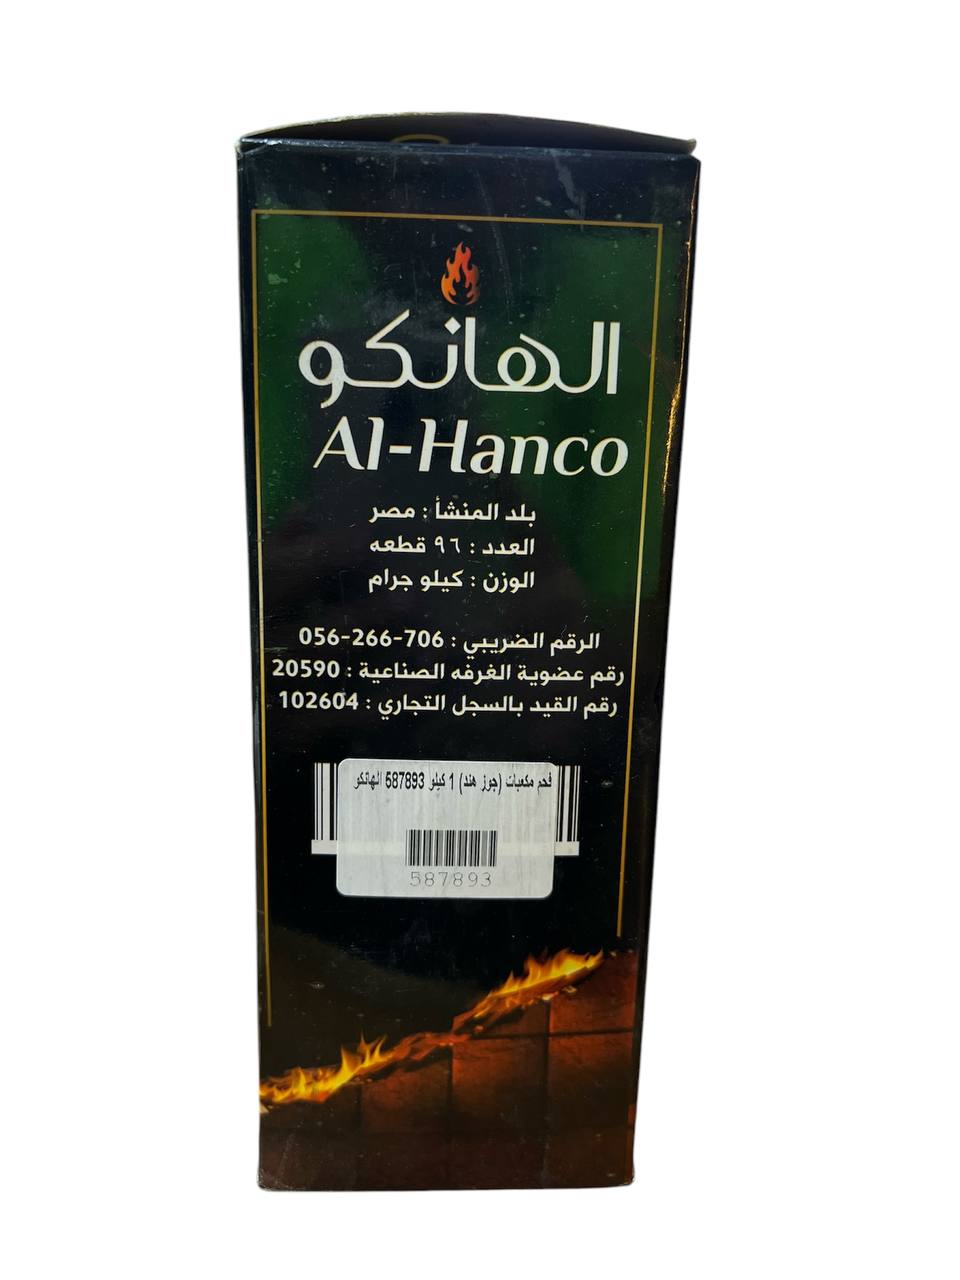 الهانكو
Al-Hanco
بلد المنشأ : مصر
العدد : ٩٦ قطعه
الوزن : كيلو جرام
الرقم الضريبي : 706-266-056
رقم عضوية الغرفه الصناعية : 20590
رقم القيد بالسجل التجاري : 102604
فحم مكعبات (جوز هند) 1 كيلو 587893 الهانكو
587893